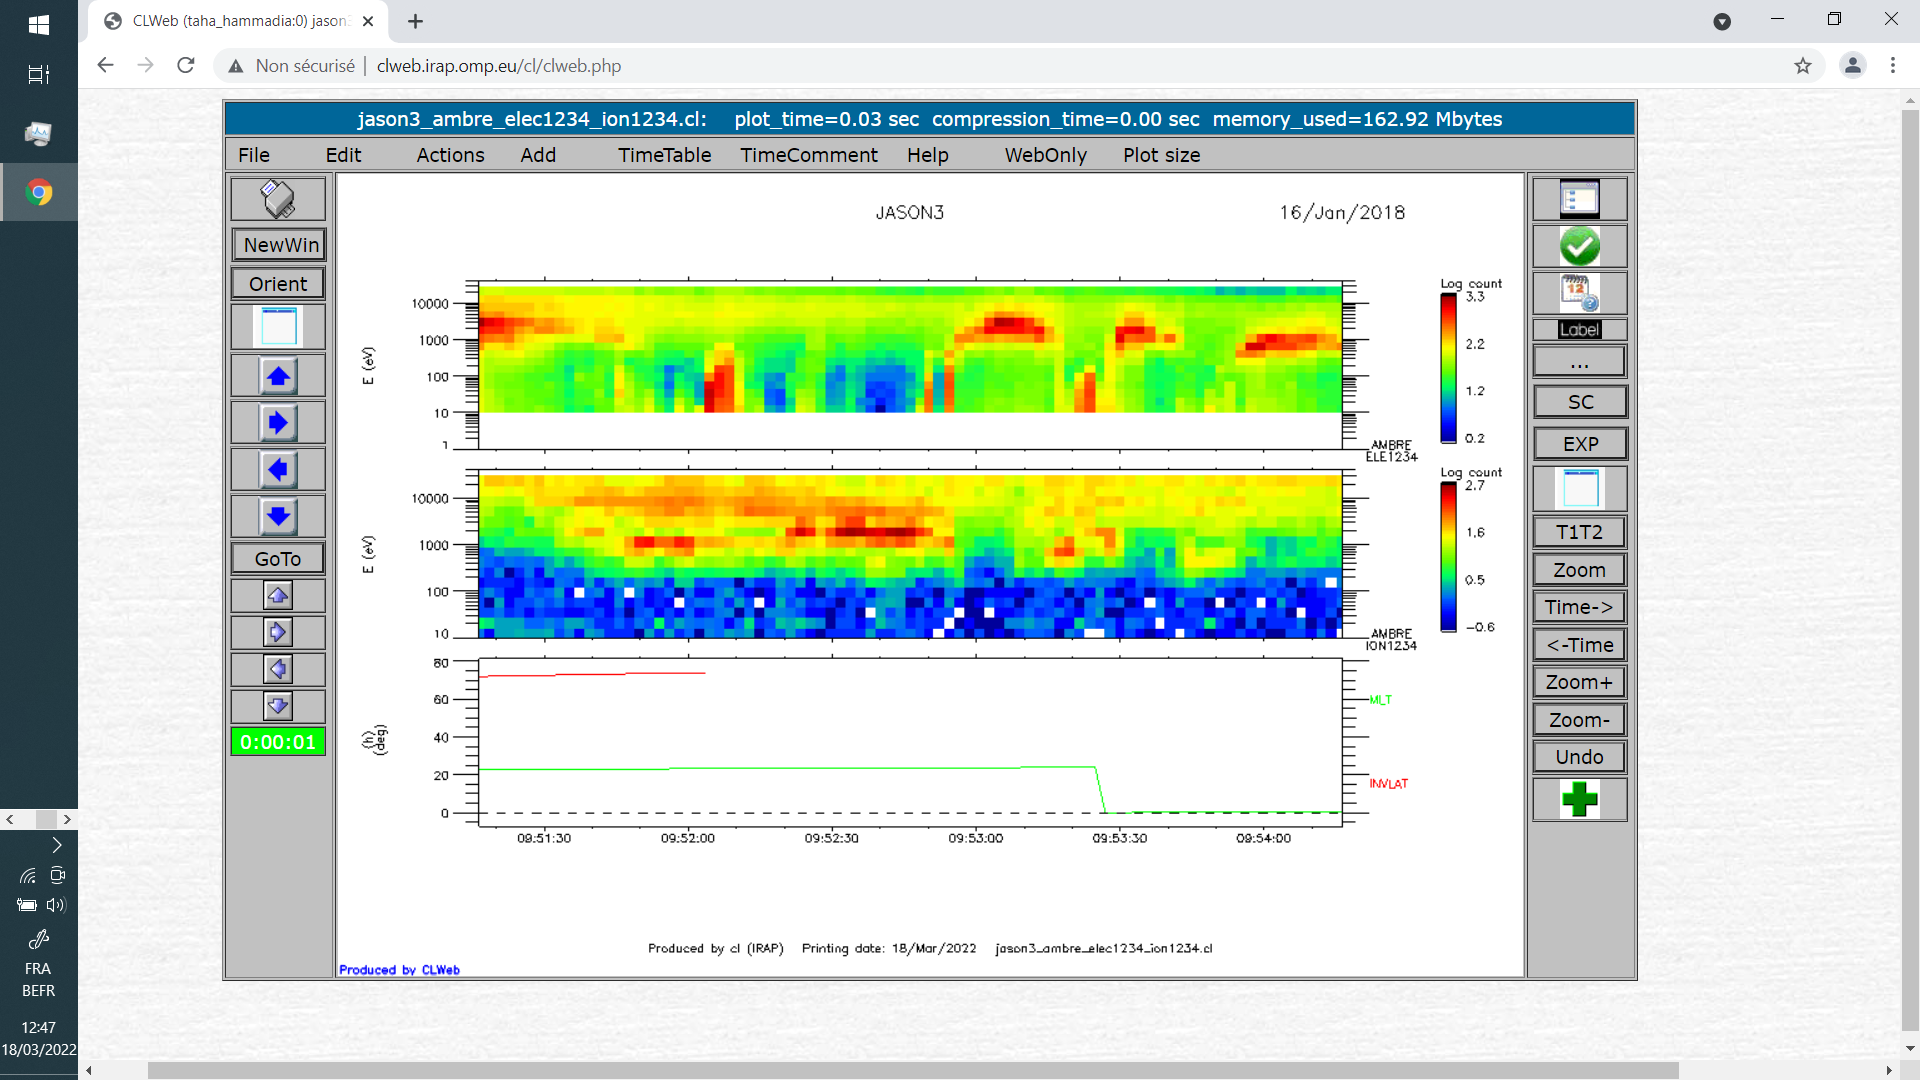 CLWeb (taha_hammadia:0) jason3
Non sécurisé | clweb.irap.omp.eu/cl/clweb.php
jason3_ambre_elec1234_ion1234.cl: plot_time=0.03 sec compression_time=0.00 sec memory_used=162.92 Mbytes
File Edit Actions Add TimeTable TimeComment Help WebOnly Plot size
NewWin
Orient
GoTo
0:00:01
JASON3 16/Jan/2018
Log count
3.3
2.2
1.2
0.2
10000
1000
100
10
1
E (eV)
AMBRE
ELE1234
Log count
2.7
1.6
0.5
-0.6
10000
1000
100
10
E (eV)
AMBRE
ION1234
80
60
40
20
0
(h)
(deg)
MLT
INVLAT
09:51:30 09:52:00 09:52:30 09:53:00 09:53:30 09:54:00
Produced by cl (IRAP) Printing date: 18/Mar/2022 jason3_ambre_elec1234_ion1234.cl
Produced by CLWeb
12
Label
...
SC
EXP
T1T2
Zoom
Time->
<-Time
Zoom+
Zoom-
Undo
FRA
BEFR
12:47
18/03/2022